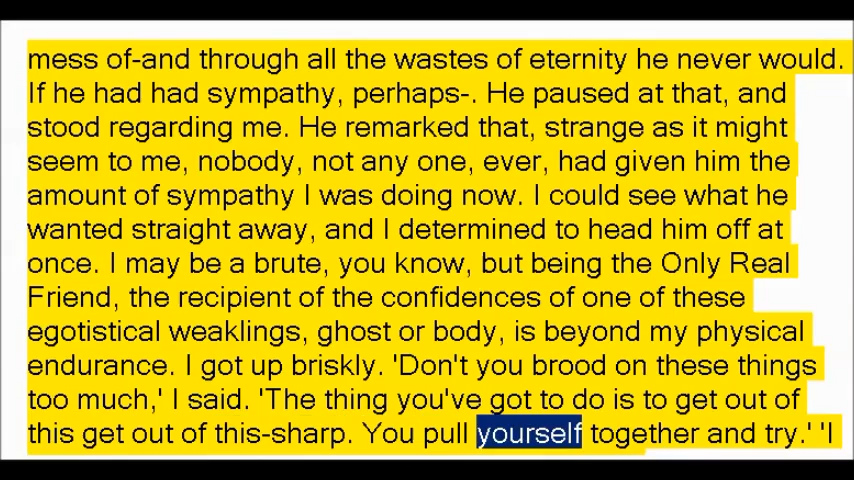 mess of-and through all the wastes of eternity he never would.
If he had had sympathy, perhaps-. He paused at that, and
stood regarding me. He remarked that, strange as it might
seem to me, nobody, not any one, ever, had given him the
amount of sympathy I was doing now. I could see what he
wanted straight away, and I determined to head him off at
once. I may be a brute, you know, but being the Only Real
Friend, the recipient of the confidences of one of these
egotistical weaklings, ghost or body, is beyond my physical
endurance. I got up briskly. 'Don't you brood on these things
too much,' I said. 'The thing you've got to do is to get out of
this get out of this-sharp. You pull yourself together and try.' 'I